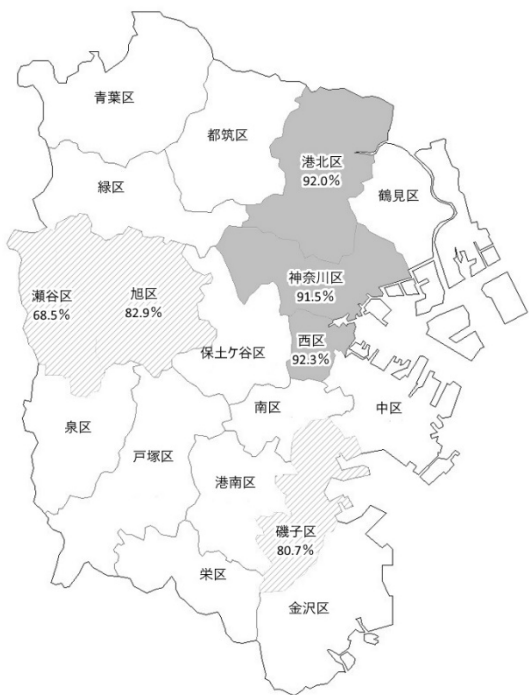 青葉区
都筑区
港北区
92.0%
緑区
鶴見区
神奈川区
91.5%
瀬谷区
68.5%
旭区
82.9%
西区
92.3%
保土ケ谷区
南区
中区
泉区
戸塚区
港南区
磯子区
80.7%
栄区
金沢区